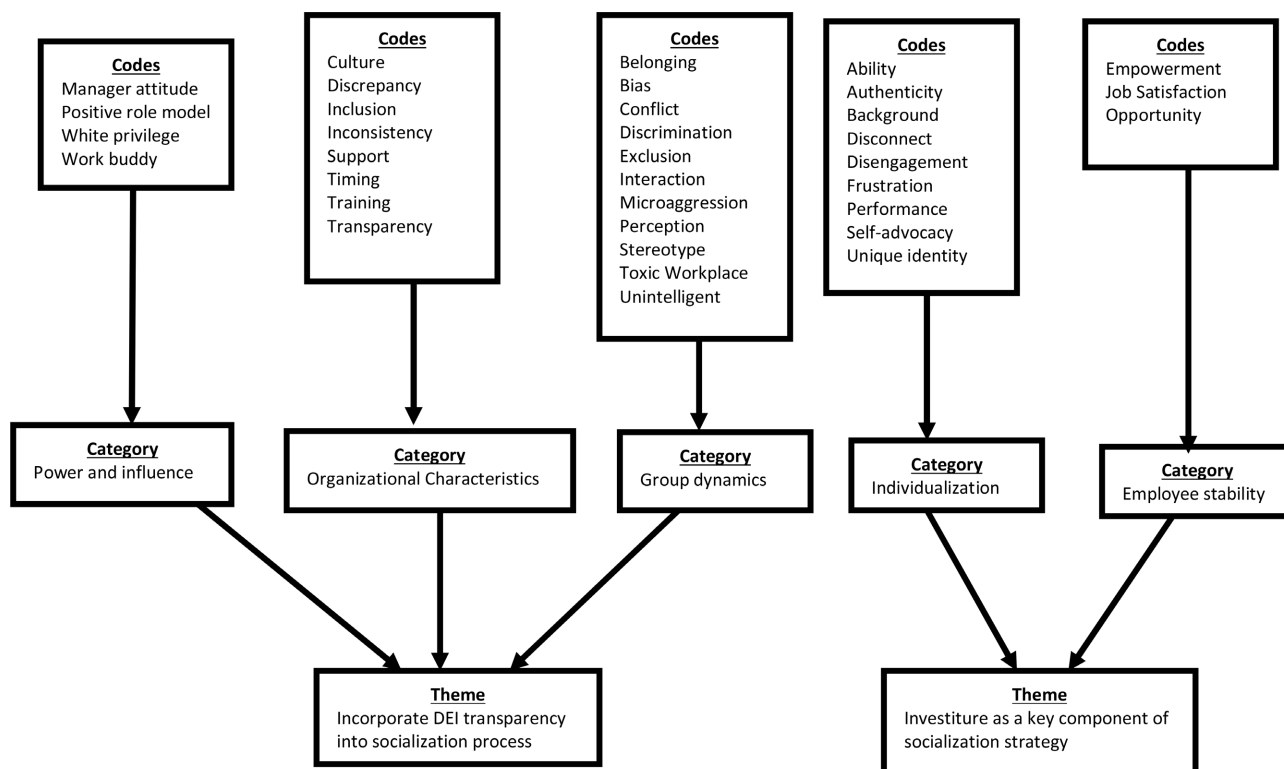 Codes
Manager attitude
Positive role model
White privilege
Work buddy
Codes
Culture
Discrepancy
Inclusion
Inconsistency
Support
Timing
Training
Transparency
Codes
Belonging
Bias
Conflict
Discrimination
Exclusion
Interaction
Microaggression
Perception
Stereotype
Toxic Workplace
Unintelligent
Codes
Ability
Authenticity
Background
Disconnect
Disengagement
Frustration
Performance
Self-advocacy
Unique identity
Codes
Empowerment
Job Satisfaction
Opportunity
Category
Power and influence
Category
Organizational Characteristics
Category
Group dynamics
Category
Individualization
Category
Employee stability
Theme
Incorporate DEI transparency
into socialization process
Theme
Investiture as a key component of
socialization strategy